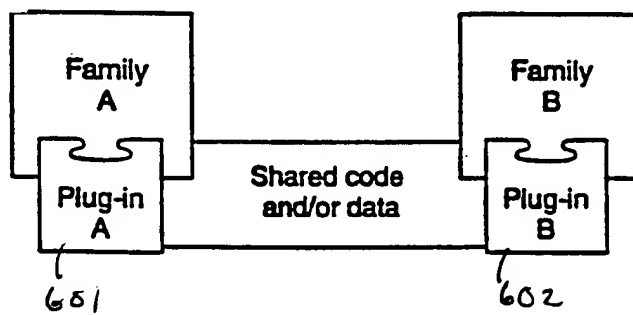 Family
A
Family
B
Shared code
and/or data
Plug-in
A
Plug-in
B
601
602